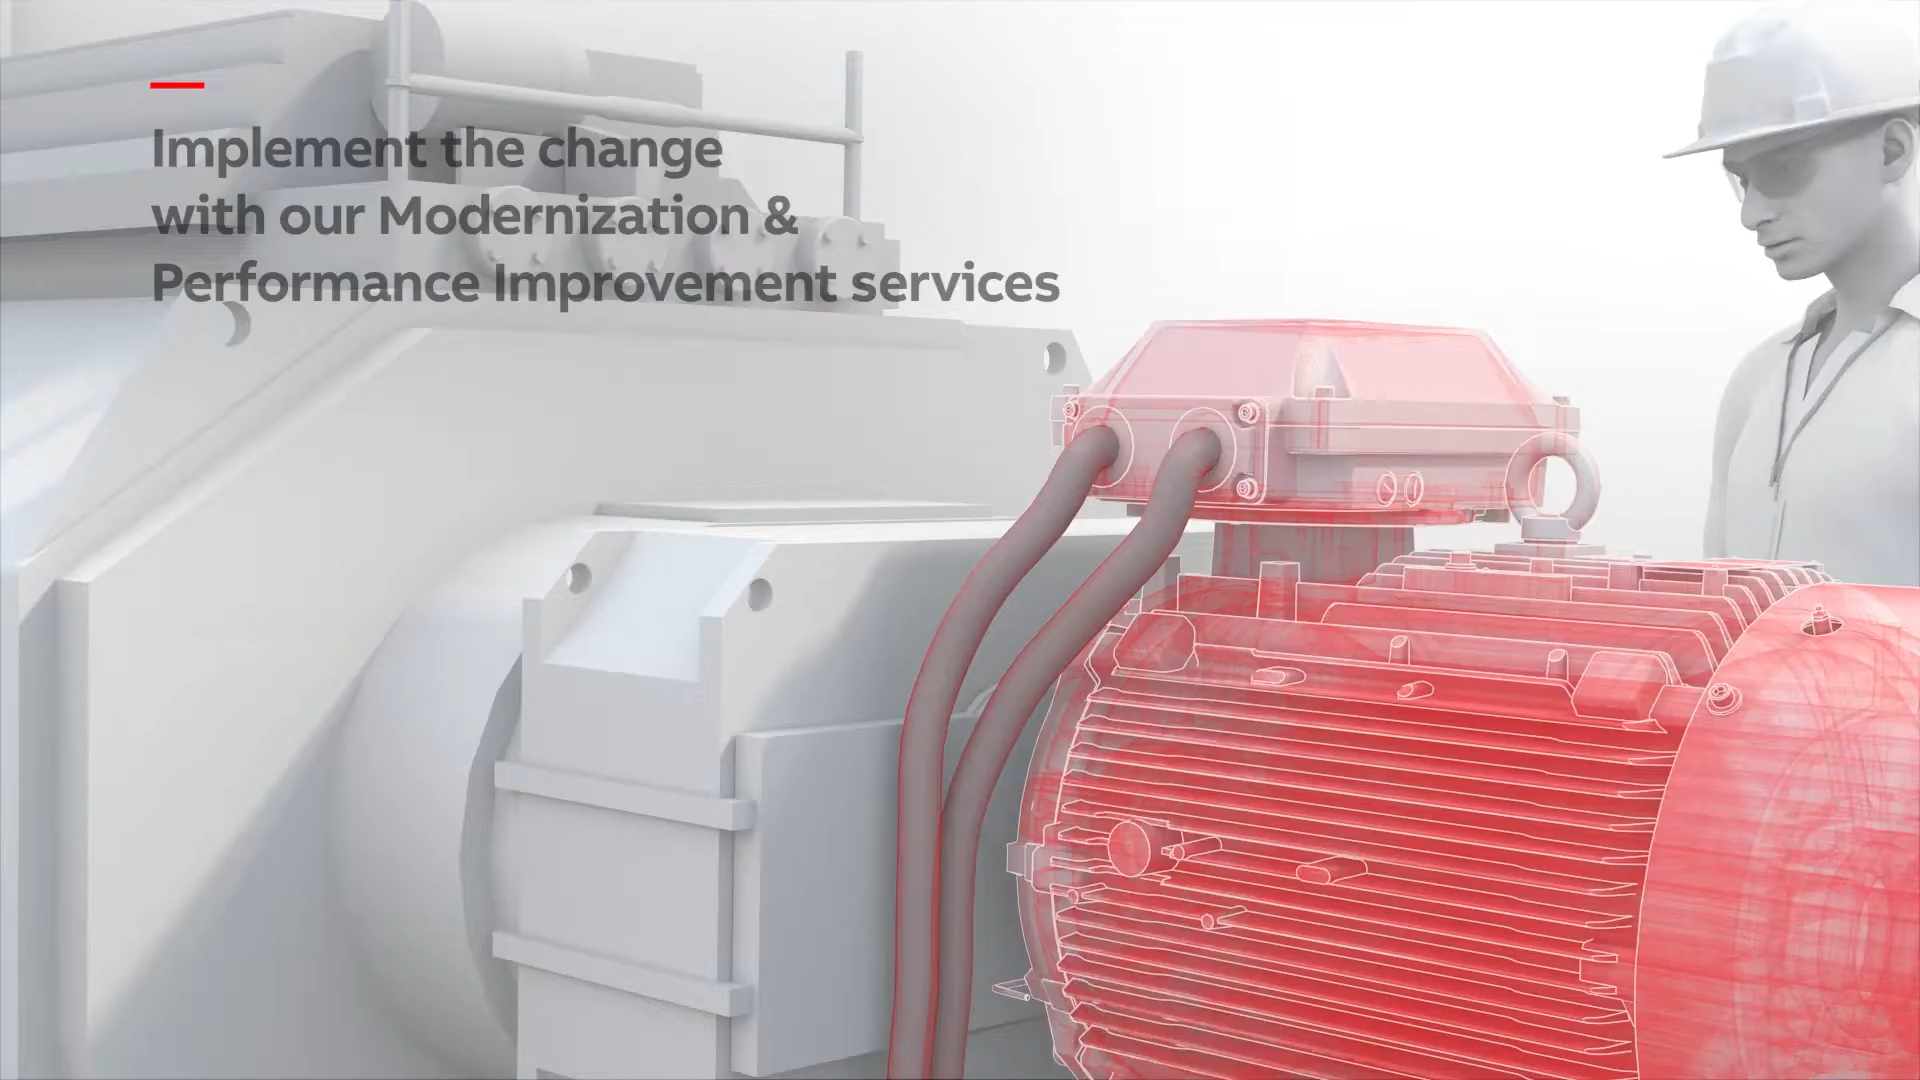 Implement the change
with our Modernization &
Performance Improvement services